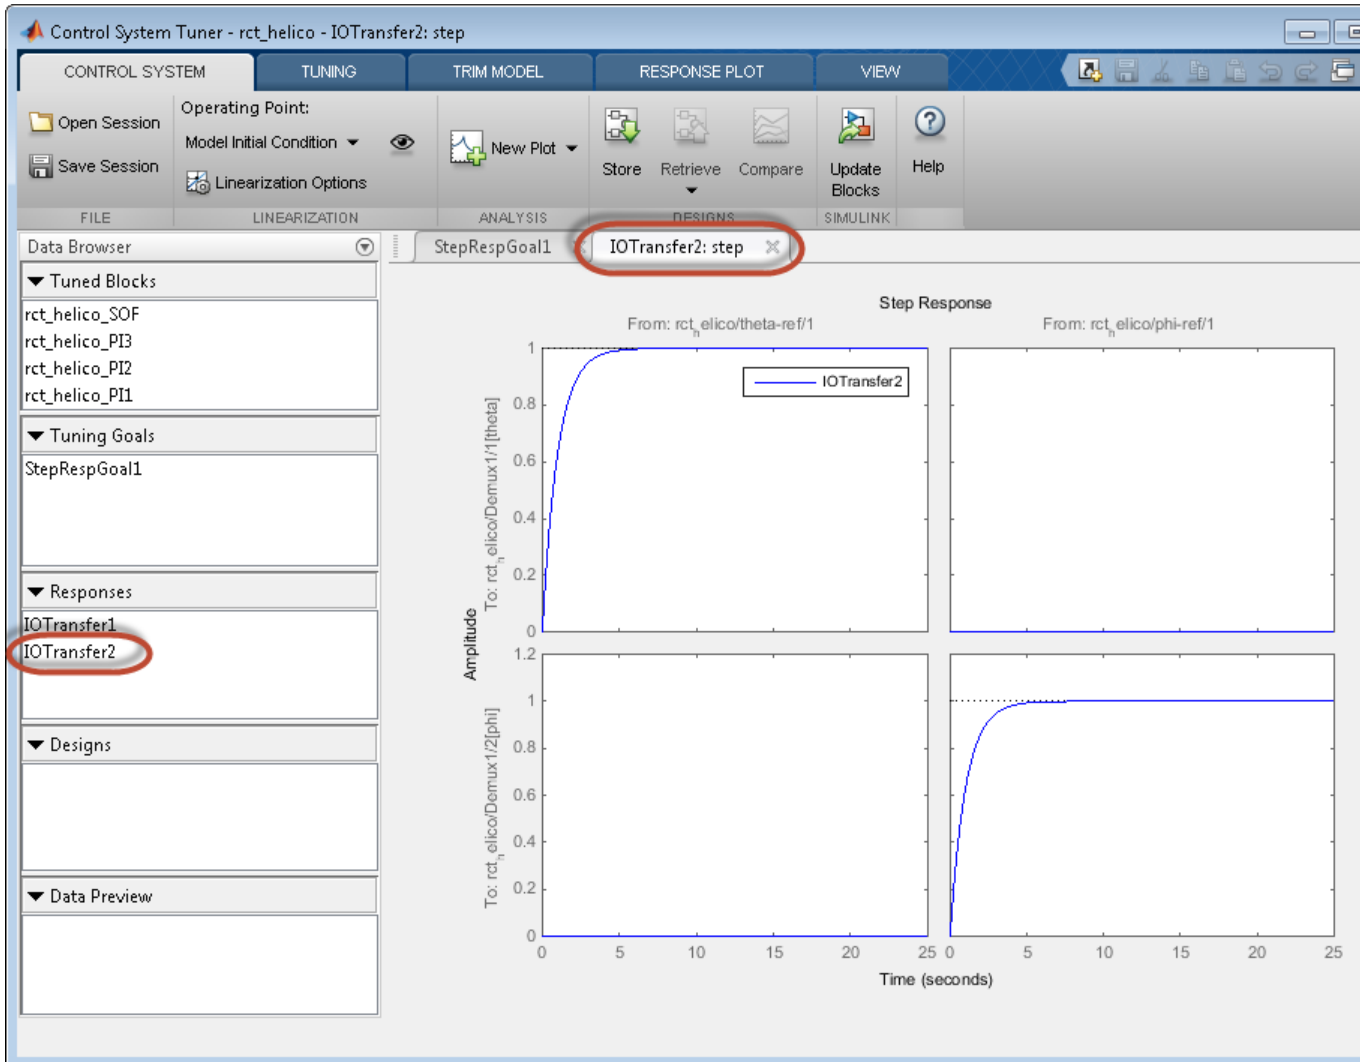 Control System Tuner - rct_helico - IOTransfer2: step
CONTROL SYSTEM TUNING TRIM MODEL RESPONSE PLOT VIEW
Open Session
Save Session
FILE
Operating Point:
Model Initial Condition
Linearization Options
LINEARIZATION
New Plot
ANALYSIS
Store Retrieve Compare
DESIGNS
Update
Blocks
SIMULINK
Help
Data Browser
Tuned Blocks
rct_helico_SOF
rct_helico_PI3
rct_helico_PI2
rct_helico_PI1
Tuning Goals
StepRespGoal1
Responses
IOTransfer1
IOTransfer2
Designs
Data Preview
StepRespGoal1 IOTransfer2: step
Step Response
From: rct_helico/theta-ref/1 From: rct_helico/phi-ref/1
To: rct_helico/Demux1/1[theta]
1
0.8
0.6
0.4
0.2
0
IOTransfer2
Amplitude
To: rct_helico/Demux1/2[phi]
1.2
1
0.8
0.6
0.4
0.2
0
0 5 10 15 20 25 0 5 10 15 20 25
Time (seconds)